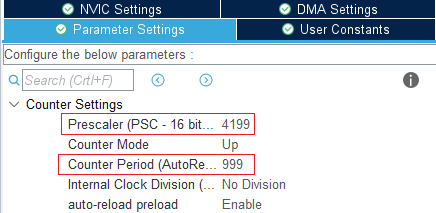 NVIC Settings DMA Settings
Parameter Settings User Constants
Configure the below parameters :
Search (Crtl+F)
Counter Settings
Prescaler (PSC - 16 bit... 4199
Counter Mode Up
Counter Period (AutoRe... 999
Internal Clock Division (... No Division
auto-reload preload Enable